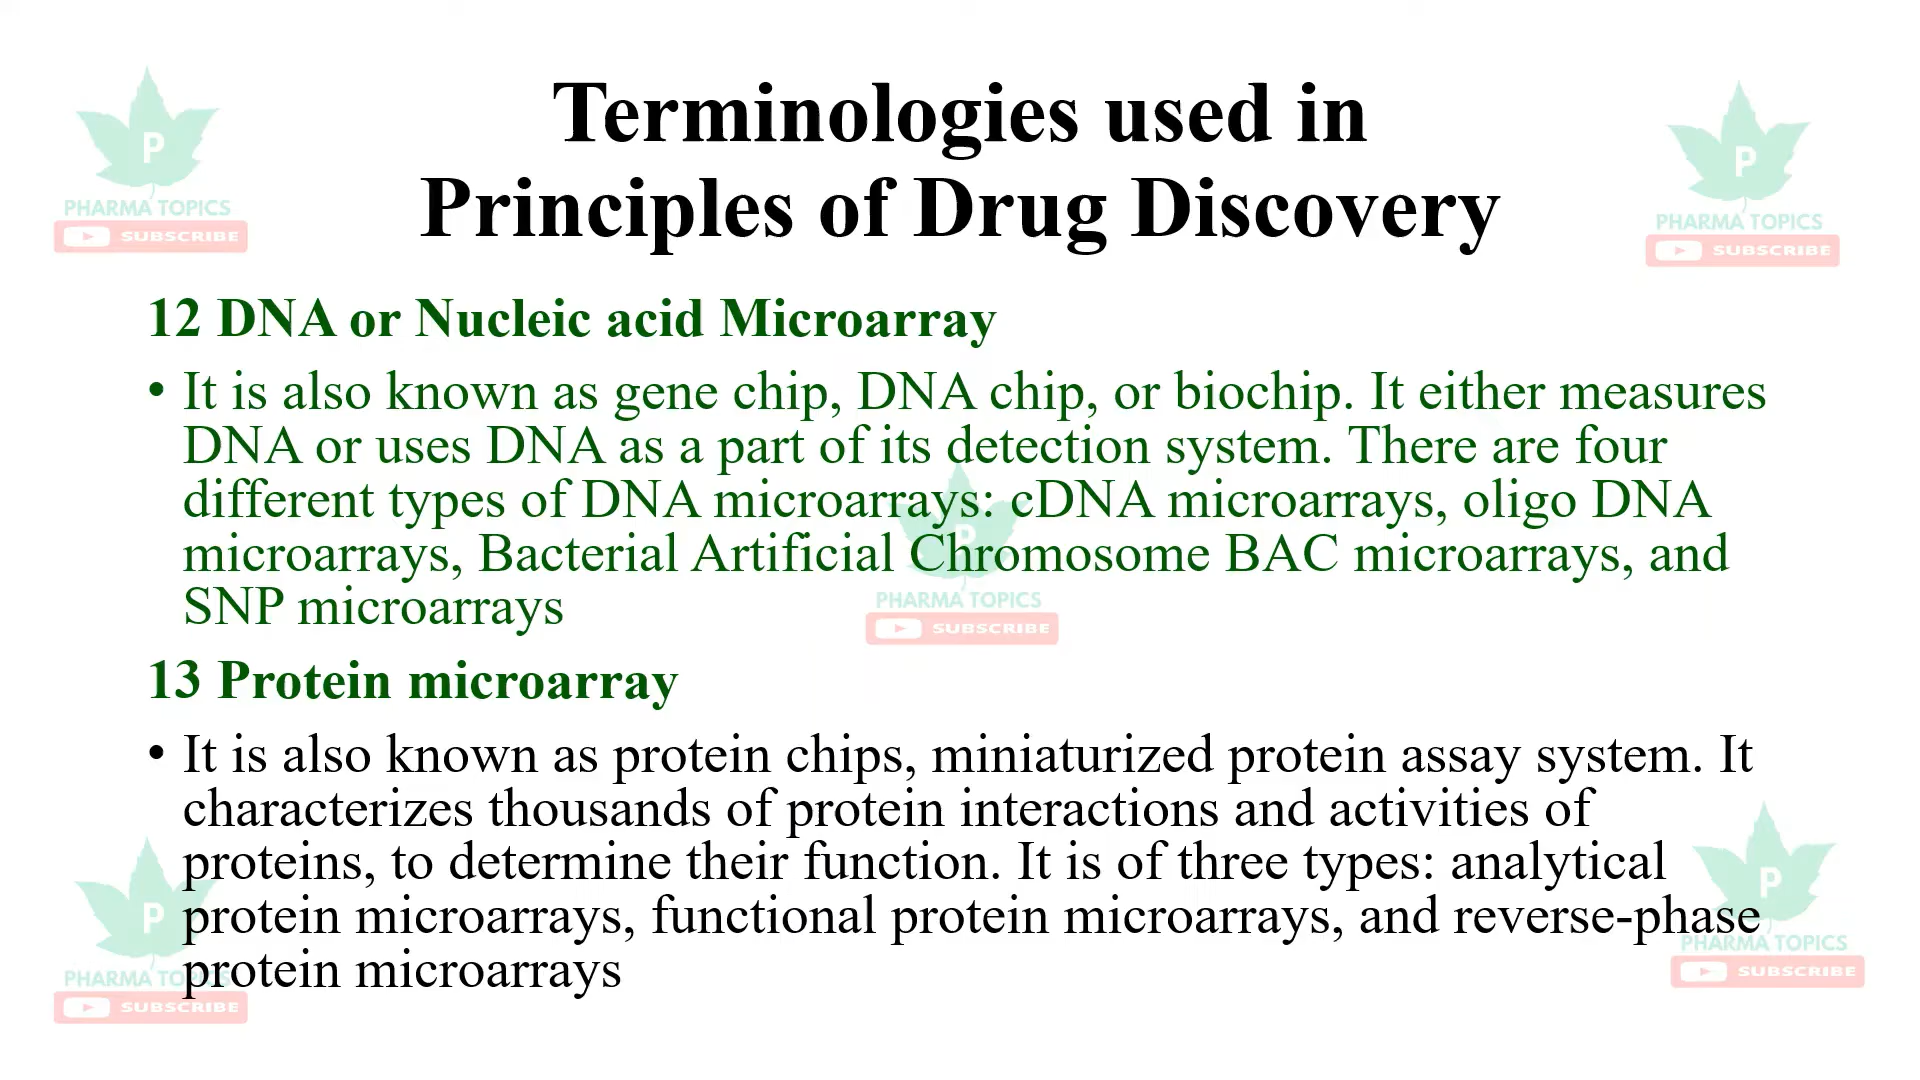 Terminologies used in
Principles of Drug Discovery
P
PHARMA TOPICS
SUBSCRIBE
P
PHARMA TOPICS
SUBSCRIBE
12 DNA or Nucleic acid Microarray
• It is also known as gene chip, DNA chip, or biochip. It either measures
DNA or uses DNA as a part of its detection system. There are four
different types of DNA microarrays: cDNA microarrays, oligo DNA
microarrays, Bacterial Artificial Chromosome BAC microarrays, and
SNP microarrays
P
PHARMA TOPICS
SUBSCRIBE
13 Protein microarray
• It is also known as protein chips, miniaturized protein assay system. It
characterizes thousands of protein interactions and activities of
proteins, to determine their function. It is of three types: analytical
protein microarrays, functional protein microarrays, and reverse-phase
protein microarrays
P
PHARMA TOPICS
SUBSCRIBE
P
PHARMA TOPICS
SUBSCRIBE